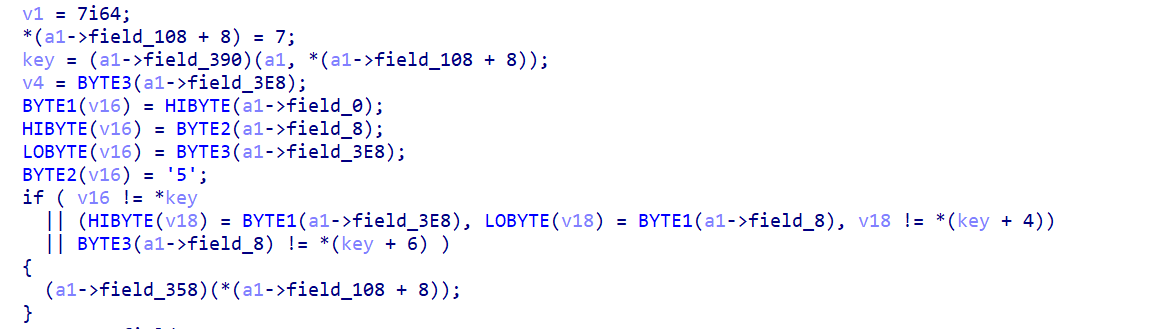 v1 = 7i64;
*(a1->field_108 + 8) = 7;
key = (a1->field_390)(a1, *(a1->field_108 + 8));
v4 = BYTE3(a1->field_3E8);
BYTE1(v16) = HIBYTE(a1->field_0);
HIBYTE(v16) = BYTE2(a1->field_8);
LOBYTE(v16) = BYTE3(a1->field_3E8);
BYTE2(v16) = '5';
if ( v16 != *key
|| (HIBYTE(v18) = BYTE1(a1->field_3E8), LOBYTE(v18) = BYTE1(a1->field_8), v18 != *(key + 4))
|| BYTE3(a1->field_8) != *(key + 6) )
{
(a1->field_358)(*(a1->field_108 + 8));
}